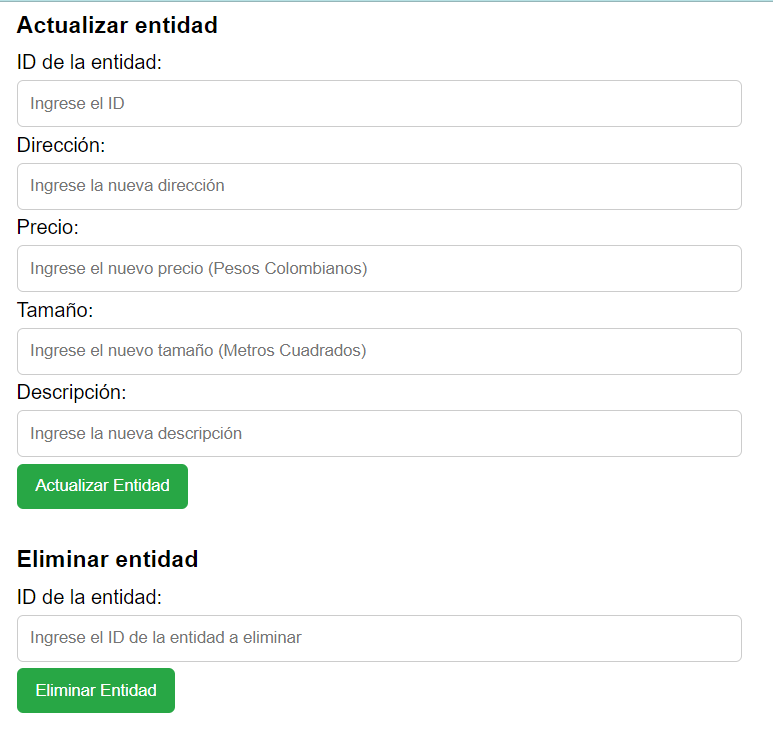 Actualizar entidad
ID de la entidad:
Ingrese el ID
Dirección:
Ingrese la nueva dirección
Precio:
Ingrese el nuevo precio (Pesos Colombianos)
Tamaño:
Ingrese el nuevo tamaño (Metros Cuadrados)
Descripción:
Ingrese la nueva descripción
Actualizar Entidad
Eliminar entidad
ID de la entidad:
Ingrese el ID de la entidad a eliminar
Eliminar Entidad